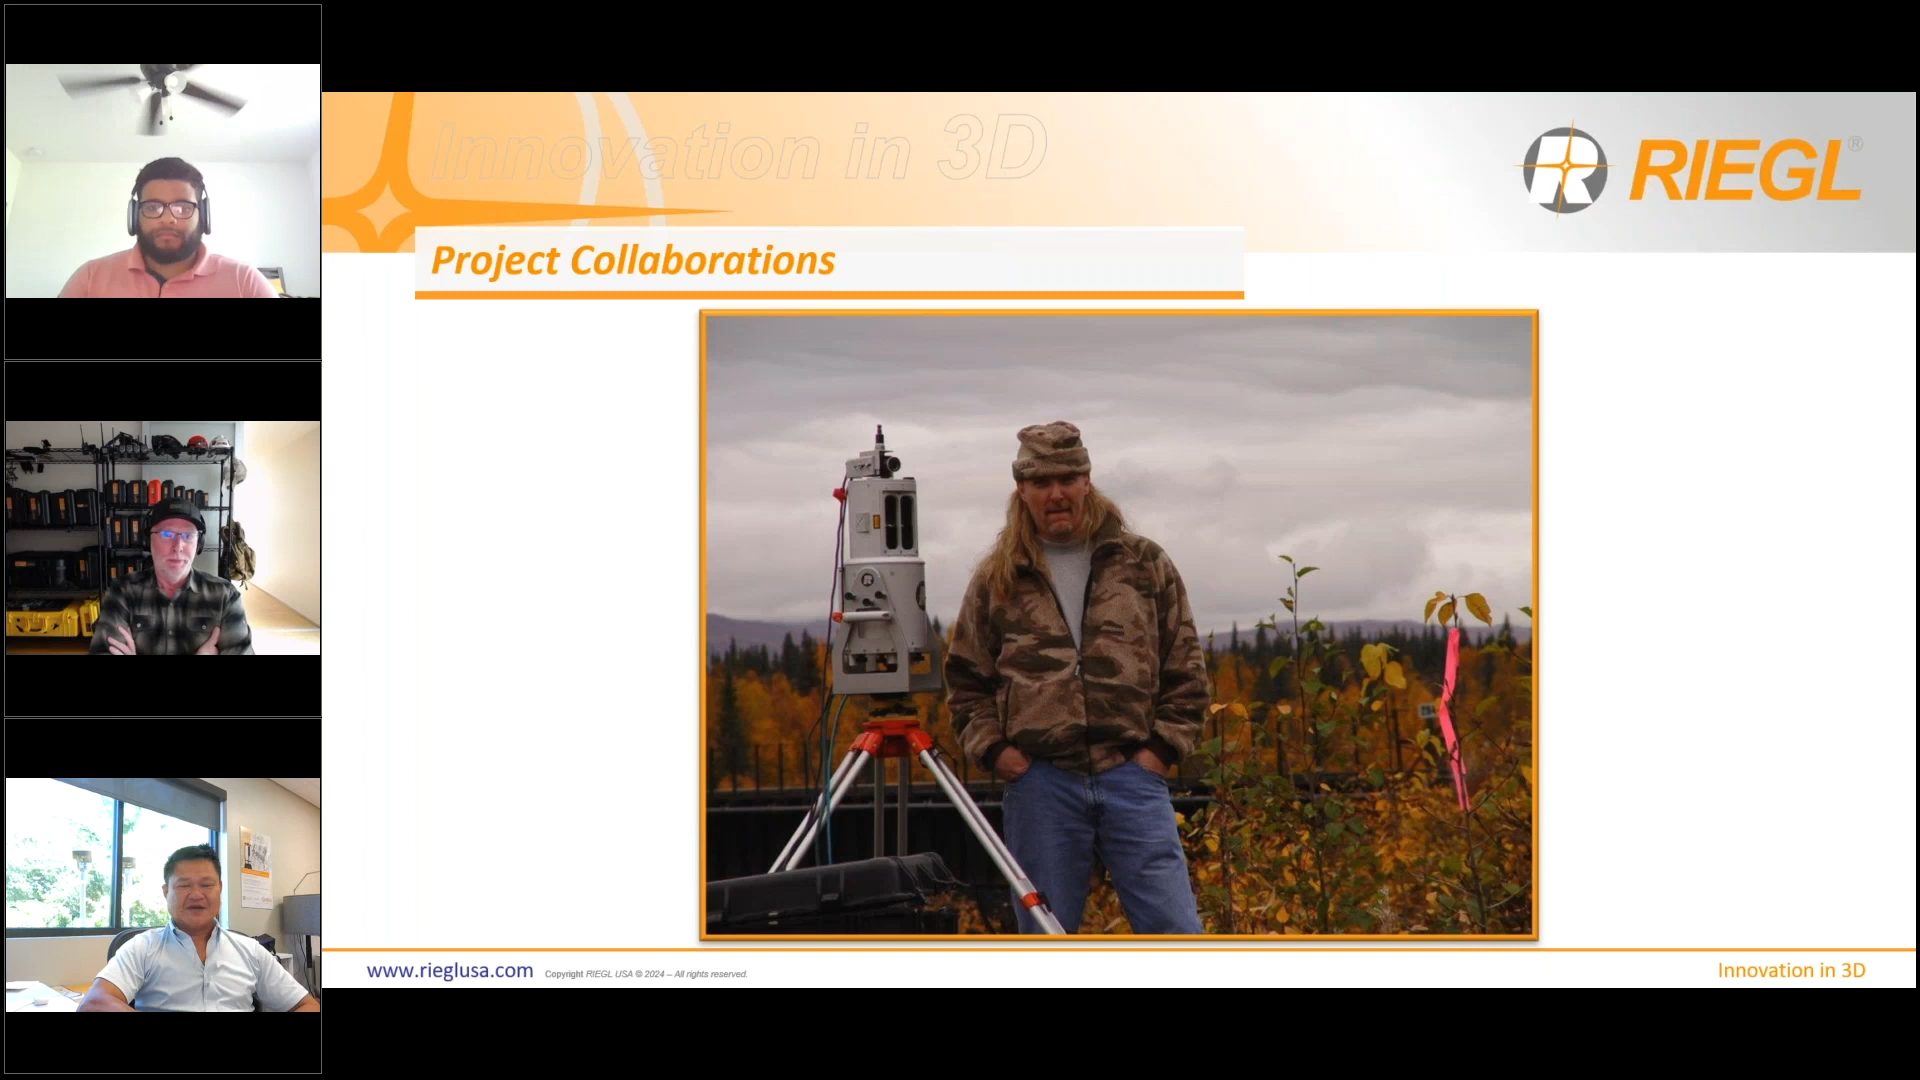 Innovation in 3D
RIEGL®
Project Collaborations
www.rieglusa.com
Copyright RIEGL USA © 2024 – All rights reserved.
Innovation in 3D